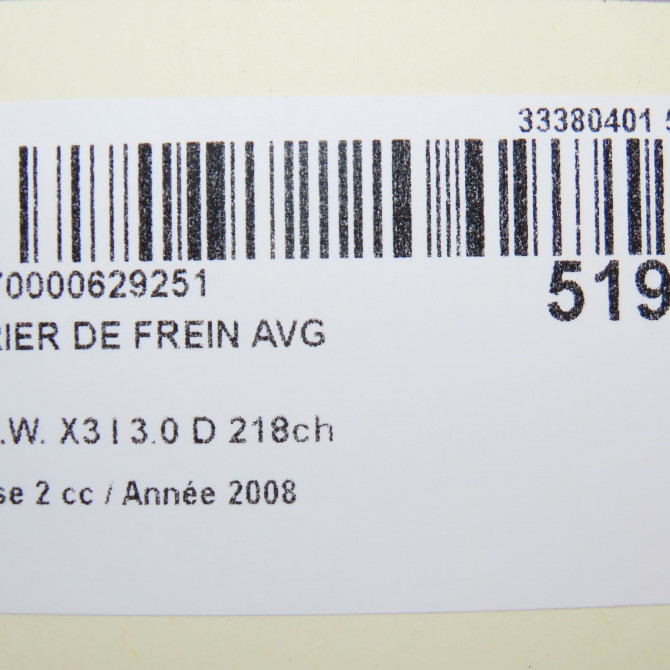 33380401 5
70000629251
519
RIER DE FREIN AVG
.W. X3 I 3.0 D 218ch
se 2 cc / Année 2008